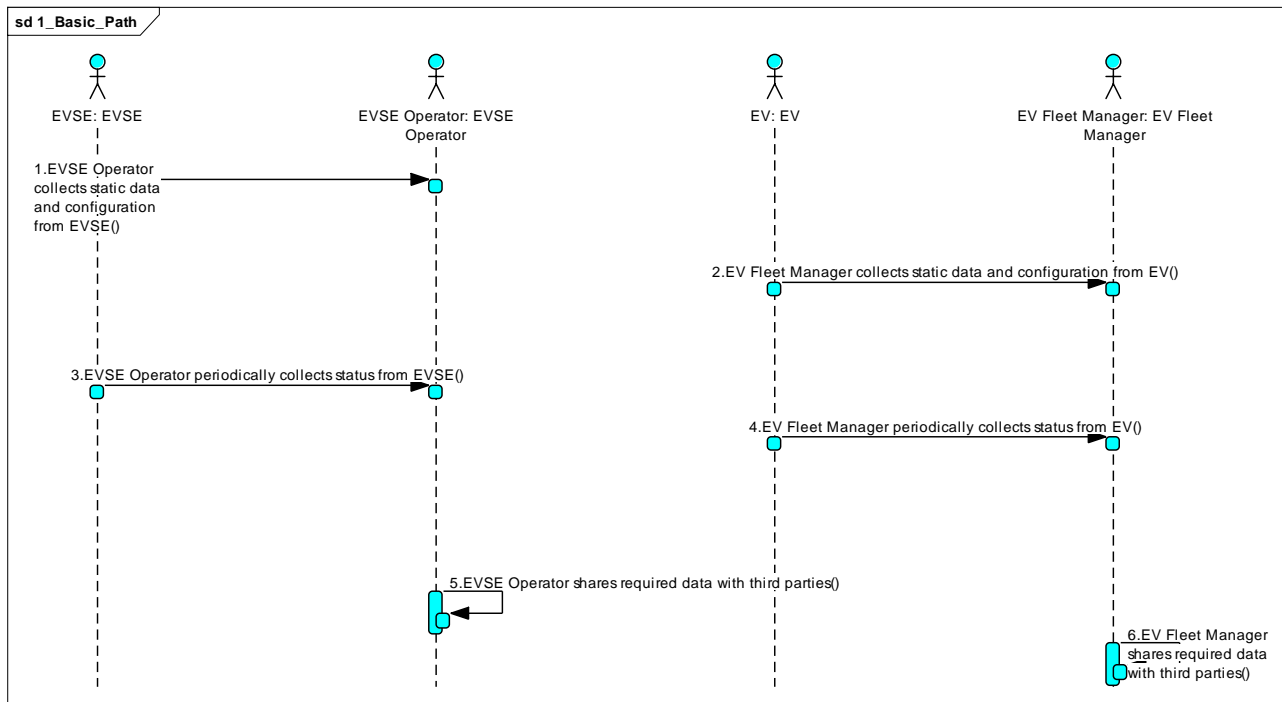 sd 1_Basic_Path
EVSE: EVSE
EVSE Operator: EVSE
Operator
EV: EV
EV Fleet Manager: EV Fleet
Manager
1.EVSE Operator
collects static data
and configuration
from EVSE()
2.EV Fleet Manager collects static data and configuration from EV()
3.EVSE Operator periodically collects status from EVSE()
4.EV Fleet Manager periodically collects status from EV()
5.EVSE Operator shares required data with third parties()
6.EV Fleet Manager
shares required data
with third parties()